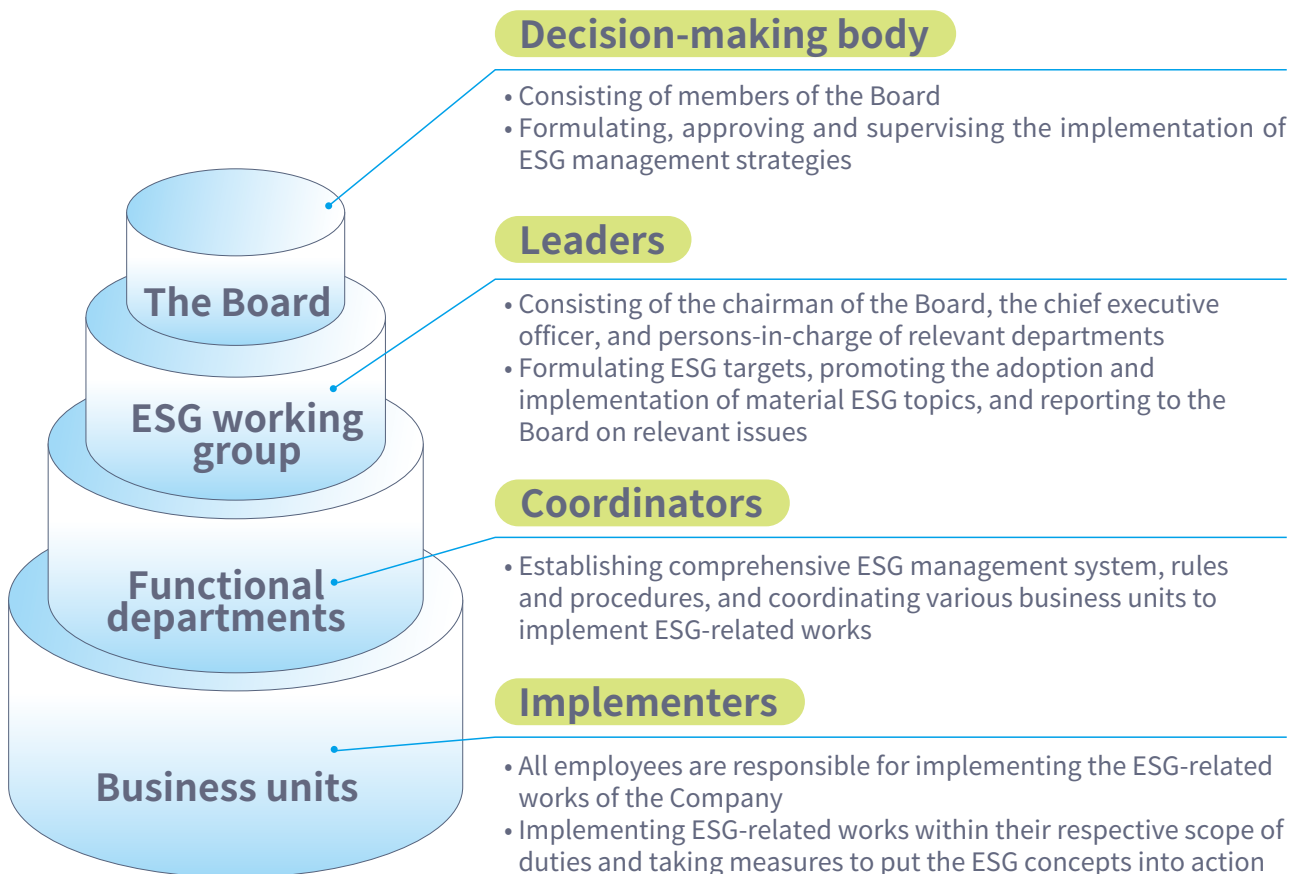 Decision-making body
• Consisting of members of the Board
• Formulating, approving and supervising the implementation of
ESG management strategies
The Board
Leaders
• Consisting of the chairman of the Board, the chief executive
officer, and persons-in-charge of relevant departments
• Formulating ESG targets, promoting the adoption and
implementation of material ESG topics, and reporting to the
Board on relevant issues
ESG working
group
Coordinators
• Establishing comprehensive ESG management system, rules
and procedures, and coordinating various business units to
implement ESG-related works
Functional
departments
Implementers
• All employees are responsible for implementing the ESG-related
works of the Company
• Implementing ESG-related works within their respective scope of
duties and taking measures to put the ESG concepts into action
Business units